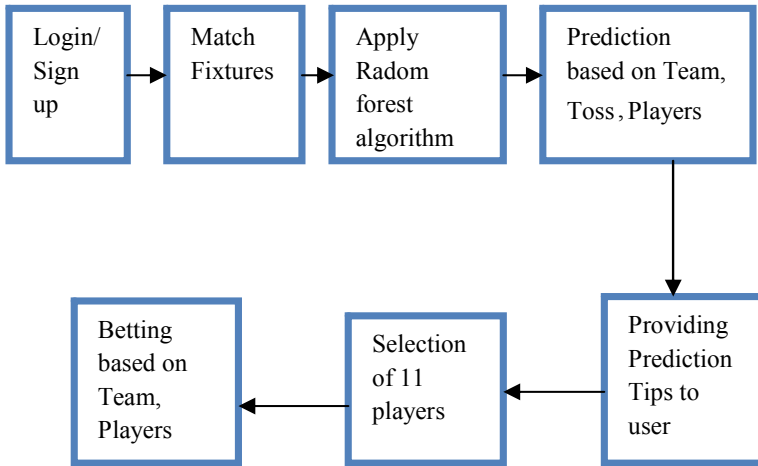 Login/
Sign
up
Match
Fixtures
Apply
Radom
forest
algorithm
Prediction
based on Team,
Toss, Players
Providing
Prediction
Tips to
user
Selection
of 11
players
Betting
based on
Team,
Players